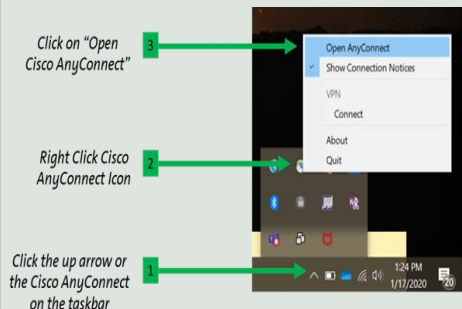 Click on "Open
Cisco AnyConnect"
3
Open AnyConnect
Show Connection Notices
VPN
Connect
About
Quit
Right Click Cisco
AnyConnect Icon
2
Click the up arrow or
the Cisco AnyConnect
on the taskbar
1
1:24 PM
1/17/2020
20